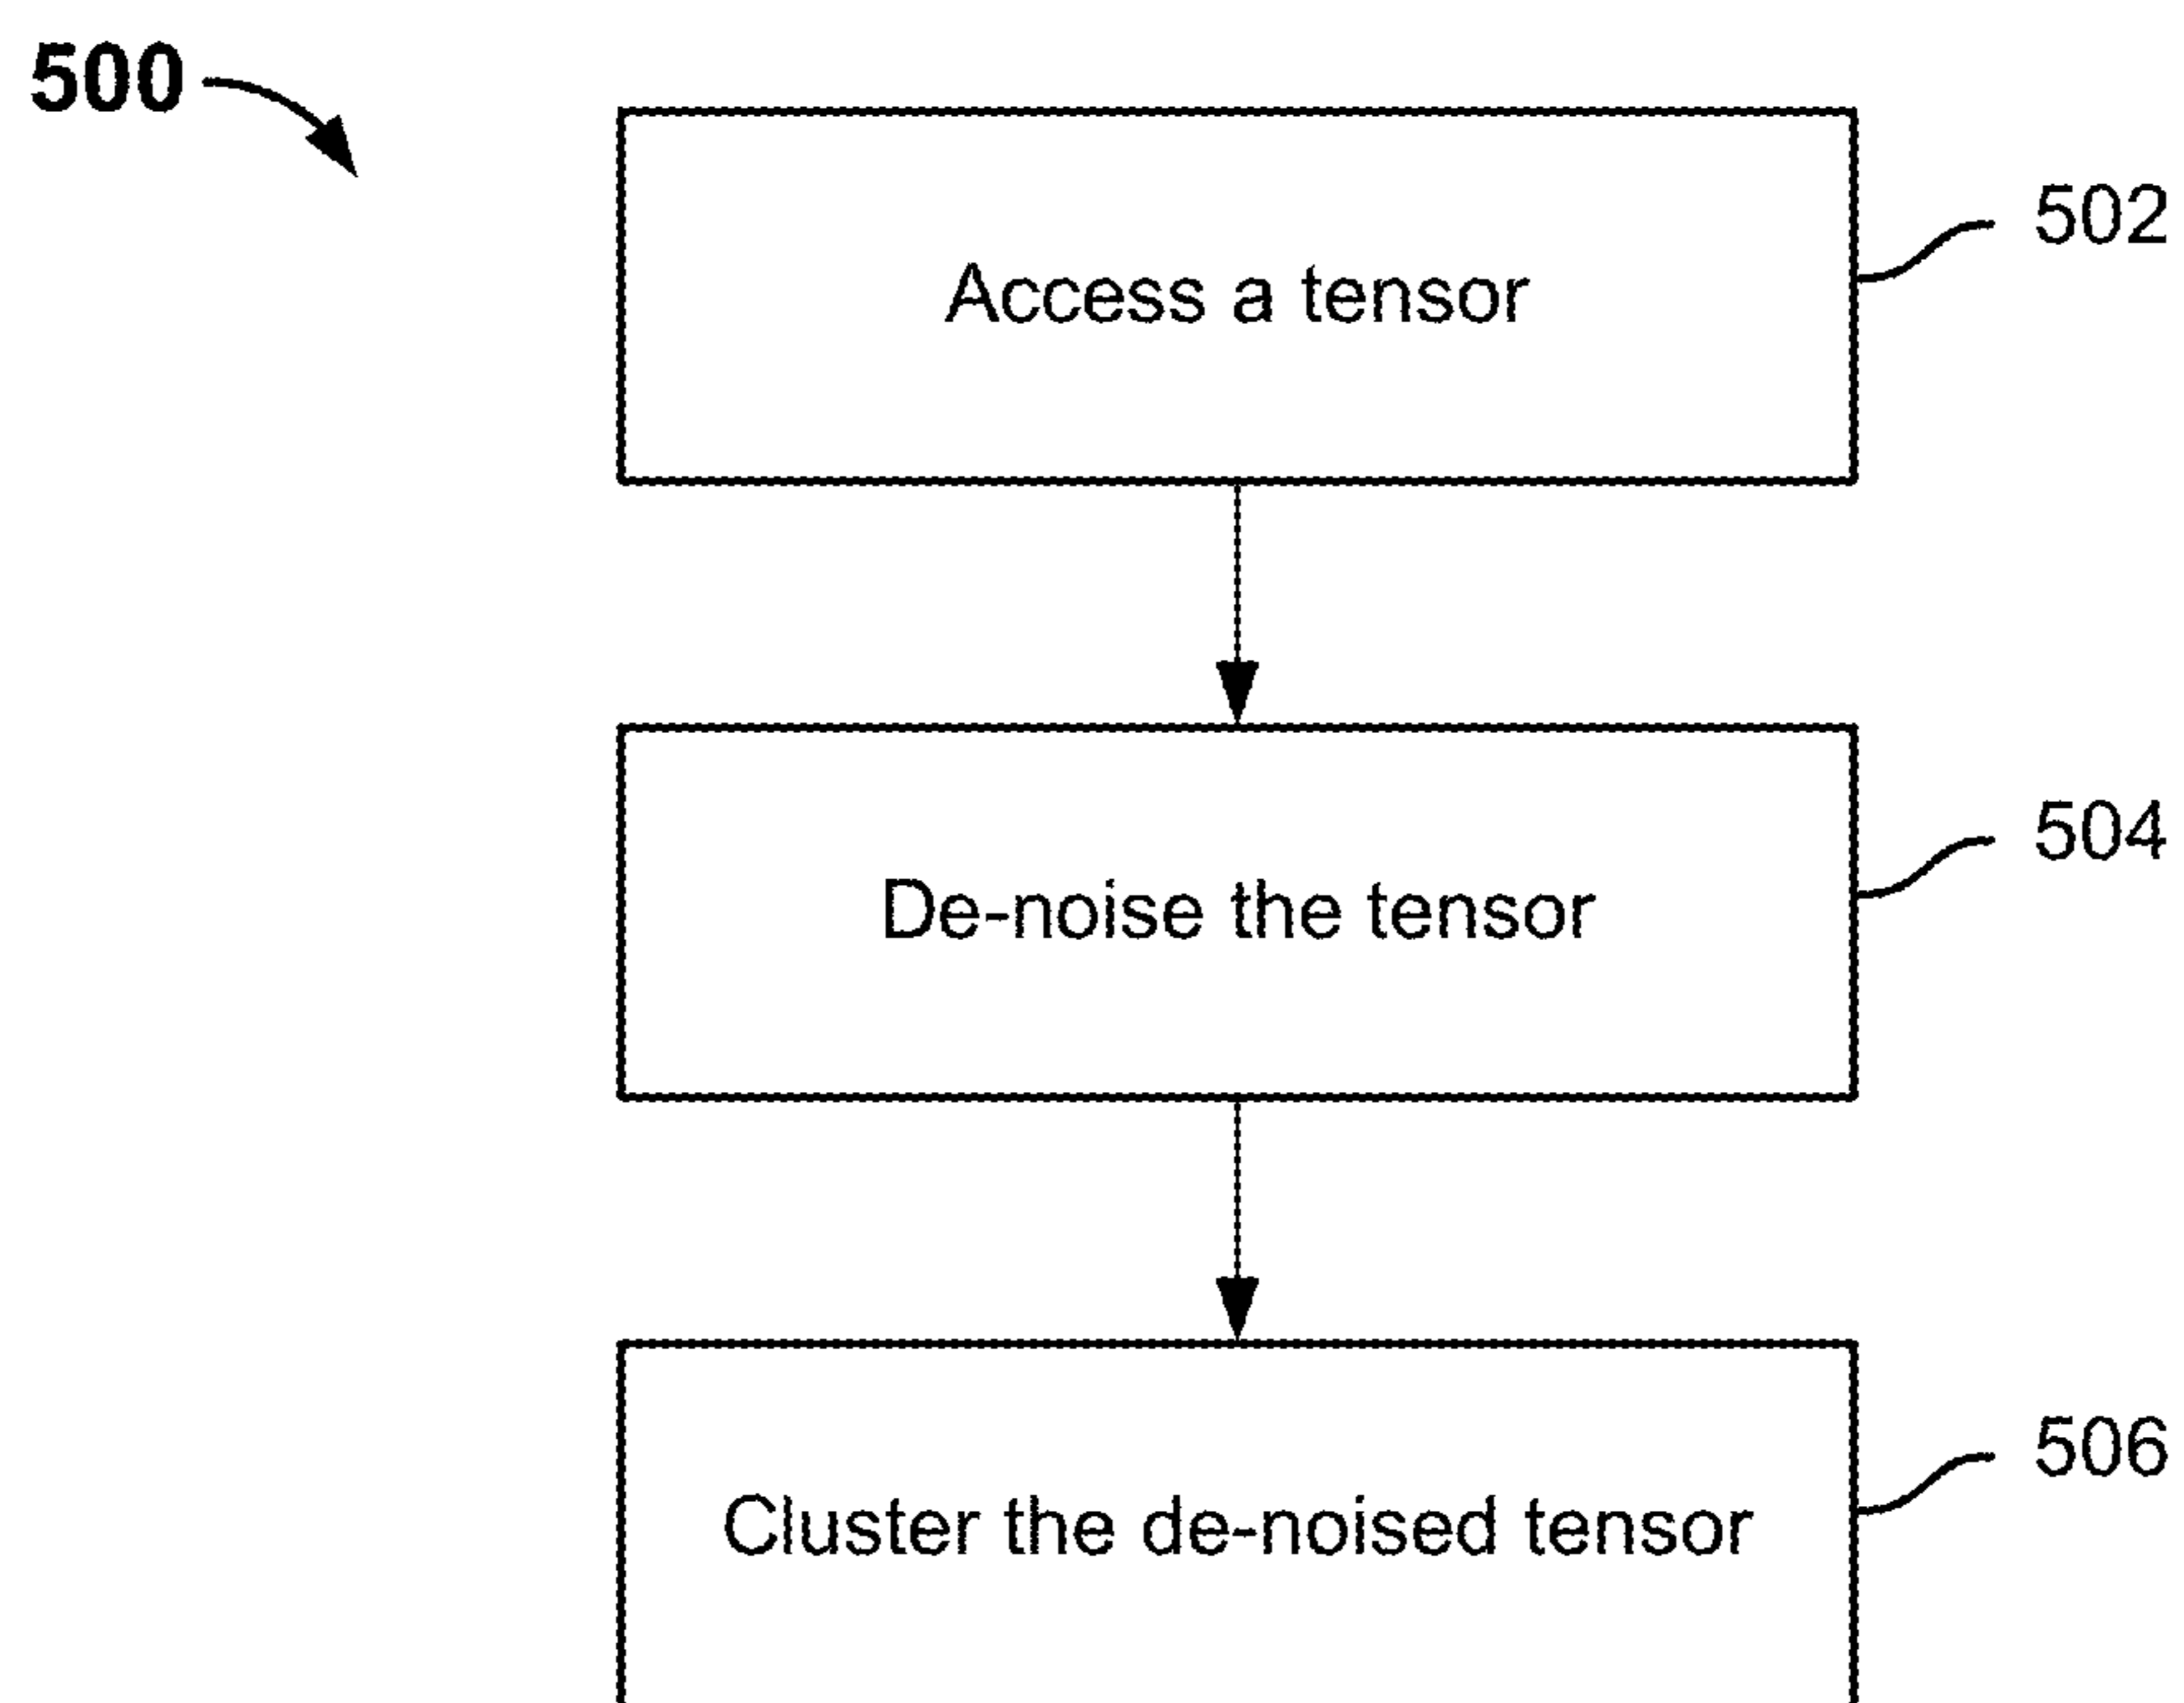 500
Access a tensor
502
De-noise the tensor
504
Cluster the de-noised tensor
506